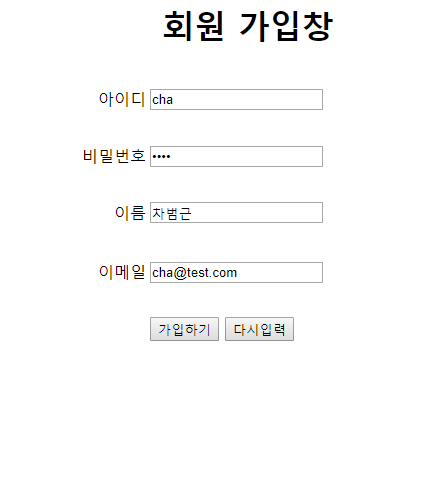 회원 가입창
아이디 cha
비밀번호 ••••
이름 차범근
이메일 cha@test.com
가입하기 다시입력